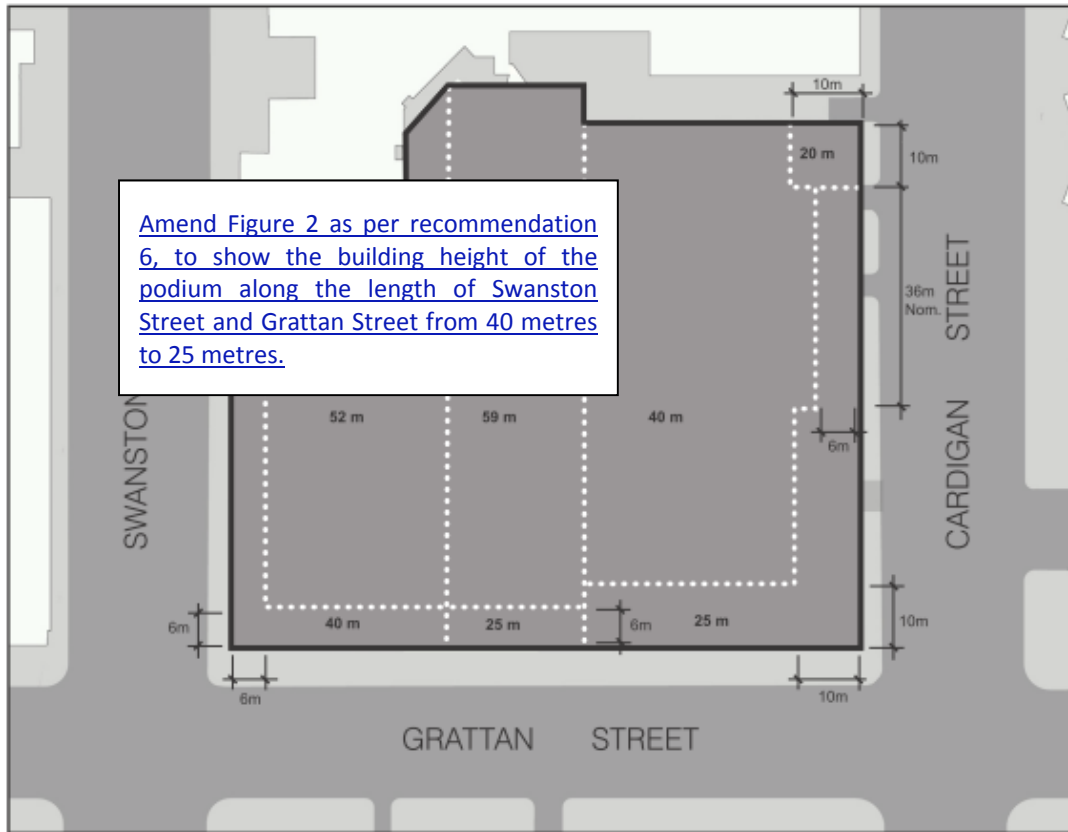 10m
20 m
10m
Amend Figure 2 as per recommendation
6, to show the building height of the
podium along the length of Swanston
Street and Grattan Street from 40 metres
to 25 metres.
36m
Nom.
SWANSTON
52 m
59 m
40 m
6m
CARDIGAN STREET
6m
40 m
25 m
6m
25 m
10m
6m
10m
GRATTAN STREET